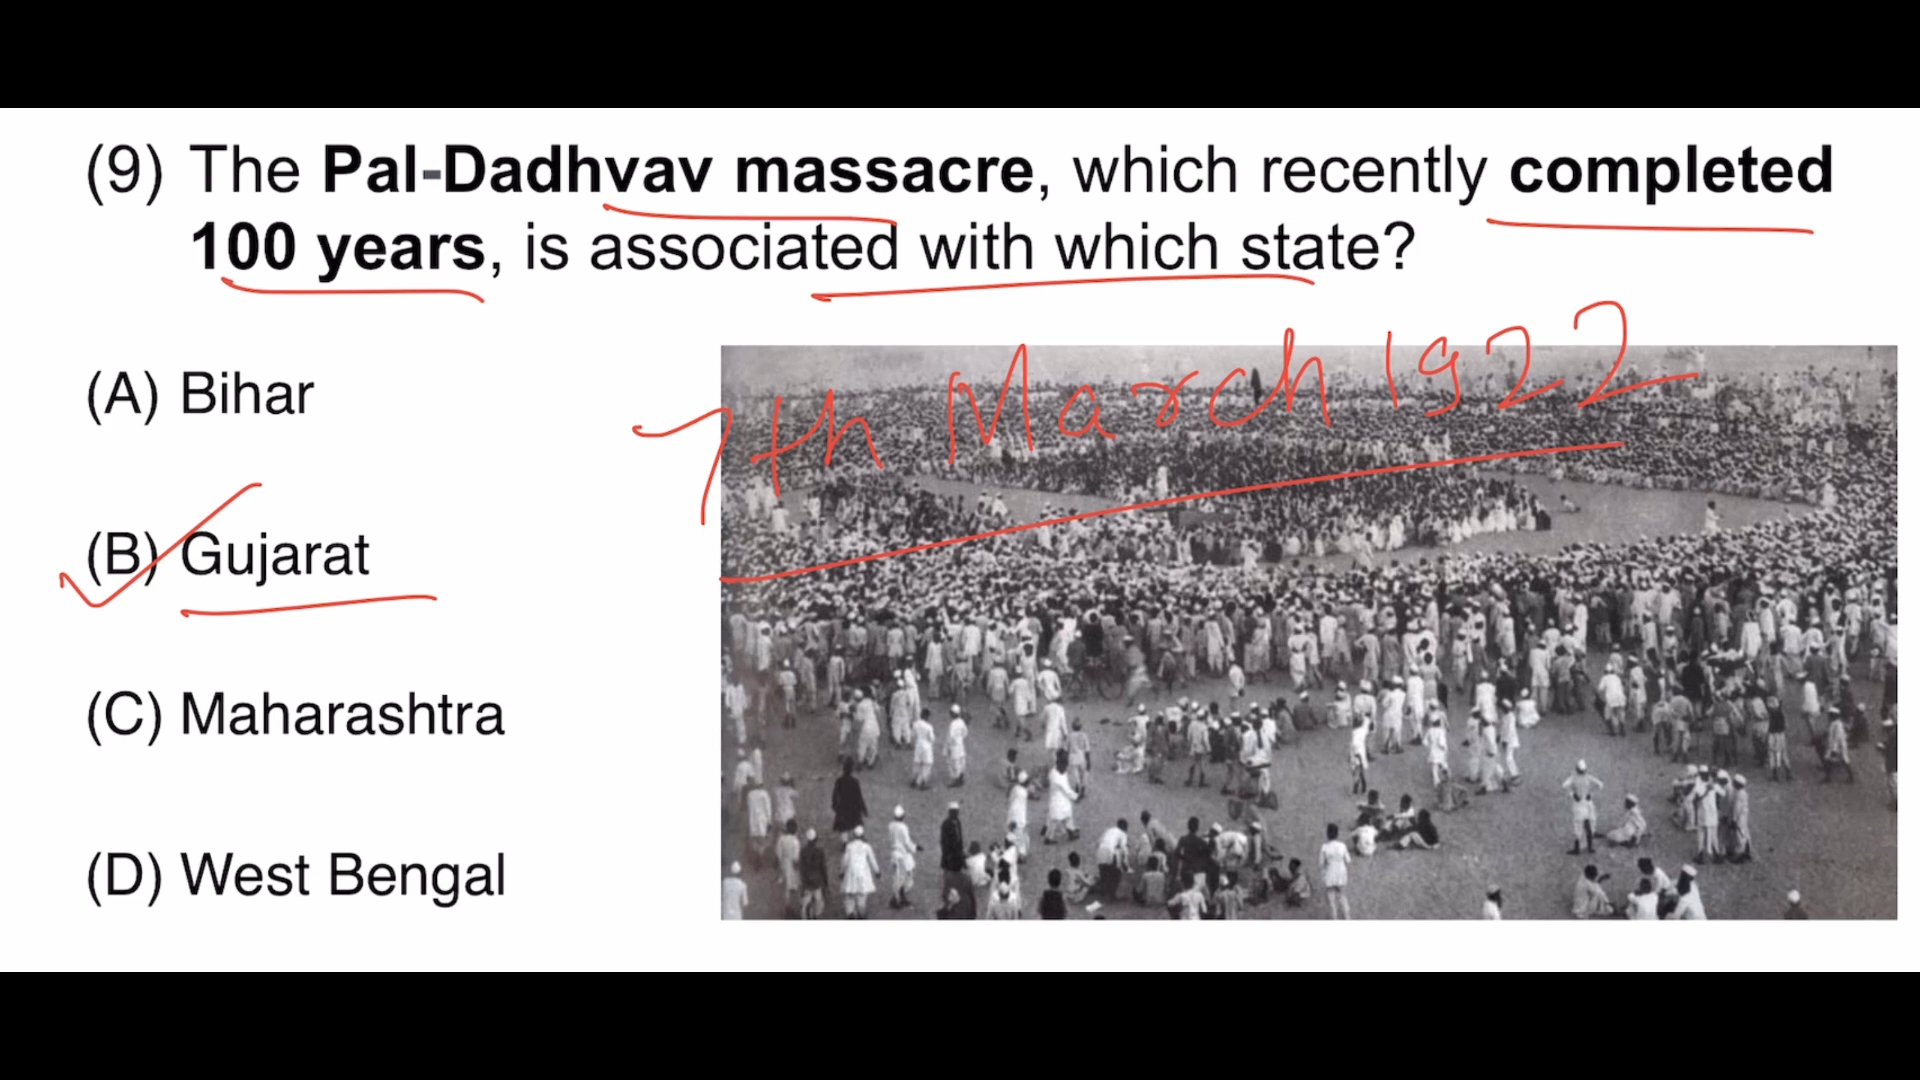 (9) The Pal-Dadhvav massacre, which recently completed
100 years, is associated with which state?
7th March 1922
(A) Bihar
(B) Gujarat
(C) Maharashtra
(D) West Bengal